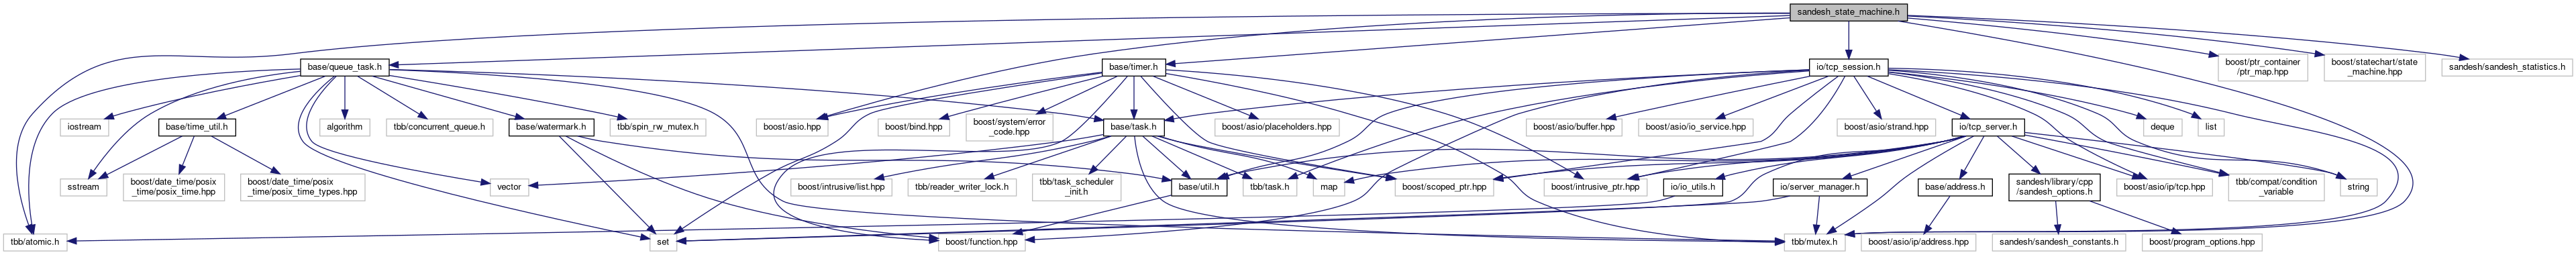 sandesh_state_machine.h
base/queue_task.h
base/timer.h
io/tcp_session.h
boost/ptr_container
/ptr_map.hpp
boost/statechart/state
_machine.hpp
sandesh/sandesh_statistics.h
iostream
base/time_util.h
algorithm
tbb/concurrent_queue.h
base/watermark.h
tbb/spin_rw_mutex.h
boost/asio.hpp
boost/bind.hpp
boost/system/error
_code.hpp
base/task.h
boost/asio/placeholders.hpp
boost/asio/buffer.hpp
boost/asio/io_service.hpp
boost/asio/strand.hpp
io/tcp_server.h
deque
list
sstream
boost/date_time/posix
_time/posix_time.hpp
boost/date_time/posix
_time/posix_time_types.hpp
vector
boost/intrusive/list.hpp
tbb/reader_writer_lock.h
tbb/task_scheduler
_init.h
base/util.h
tbb/task.h
map
boost/scoped_ptr.hpp
boost/intrusive_ptr.hpp
io/io_utils.h
io/server_manager.h
base/address.h
sandesh/library/cpp
/sandesh_options.h
boost/asio/ip/tcp.hpp
tbb/compat/condition
_variable
string
tbb/atomic.h
set
boost/function.hpp
tbb/mutex.h
boost/asio/ip/address.hpp
sandesh/sandesh_constants.h
boost/program_options.hpp